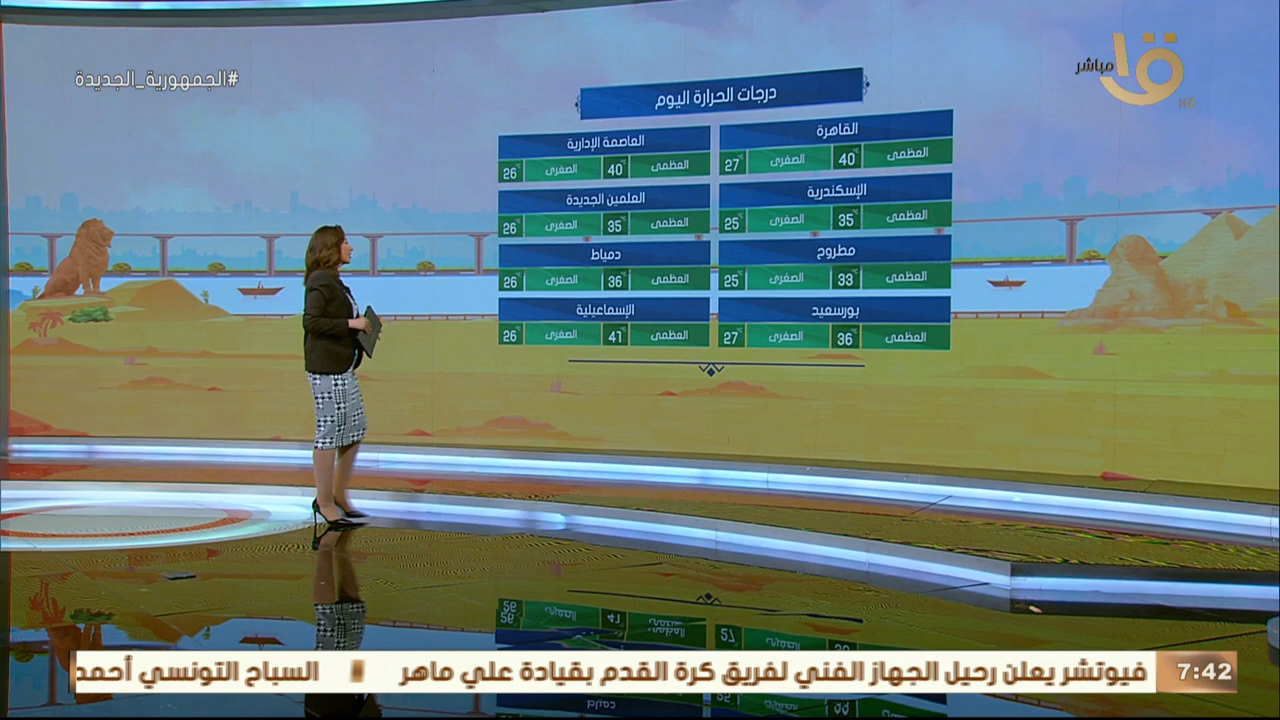 #الجمهورية_الجديدة
مباشر
HD
درجات الحرارة اليوم
القاهرة
العظمى 40°c الصغرى 27°c
العاصمة الإدارية
العظمى 40°c الصغرى 26°c
الإسكندرية
العظمى 35°c الصغرى 25°c
العلمين الجديدة
العظمى 35°c الصغرى 26°c
مطروح
العظمى 33°c الصغرى 25°c
دمياط
العظمى 36°c الصغرى 26°c
بورسعيد
العظمى 36°c الصغرى 27°c
الإسماعيلية
العظمى 41°c الصغرى 26°c
7:42 فيوتشر يعلن رحيل الجهاز الفني لفريق كرة القدم بقيادة علي ماهر السباح التونسي أحمد